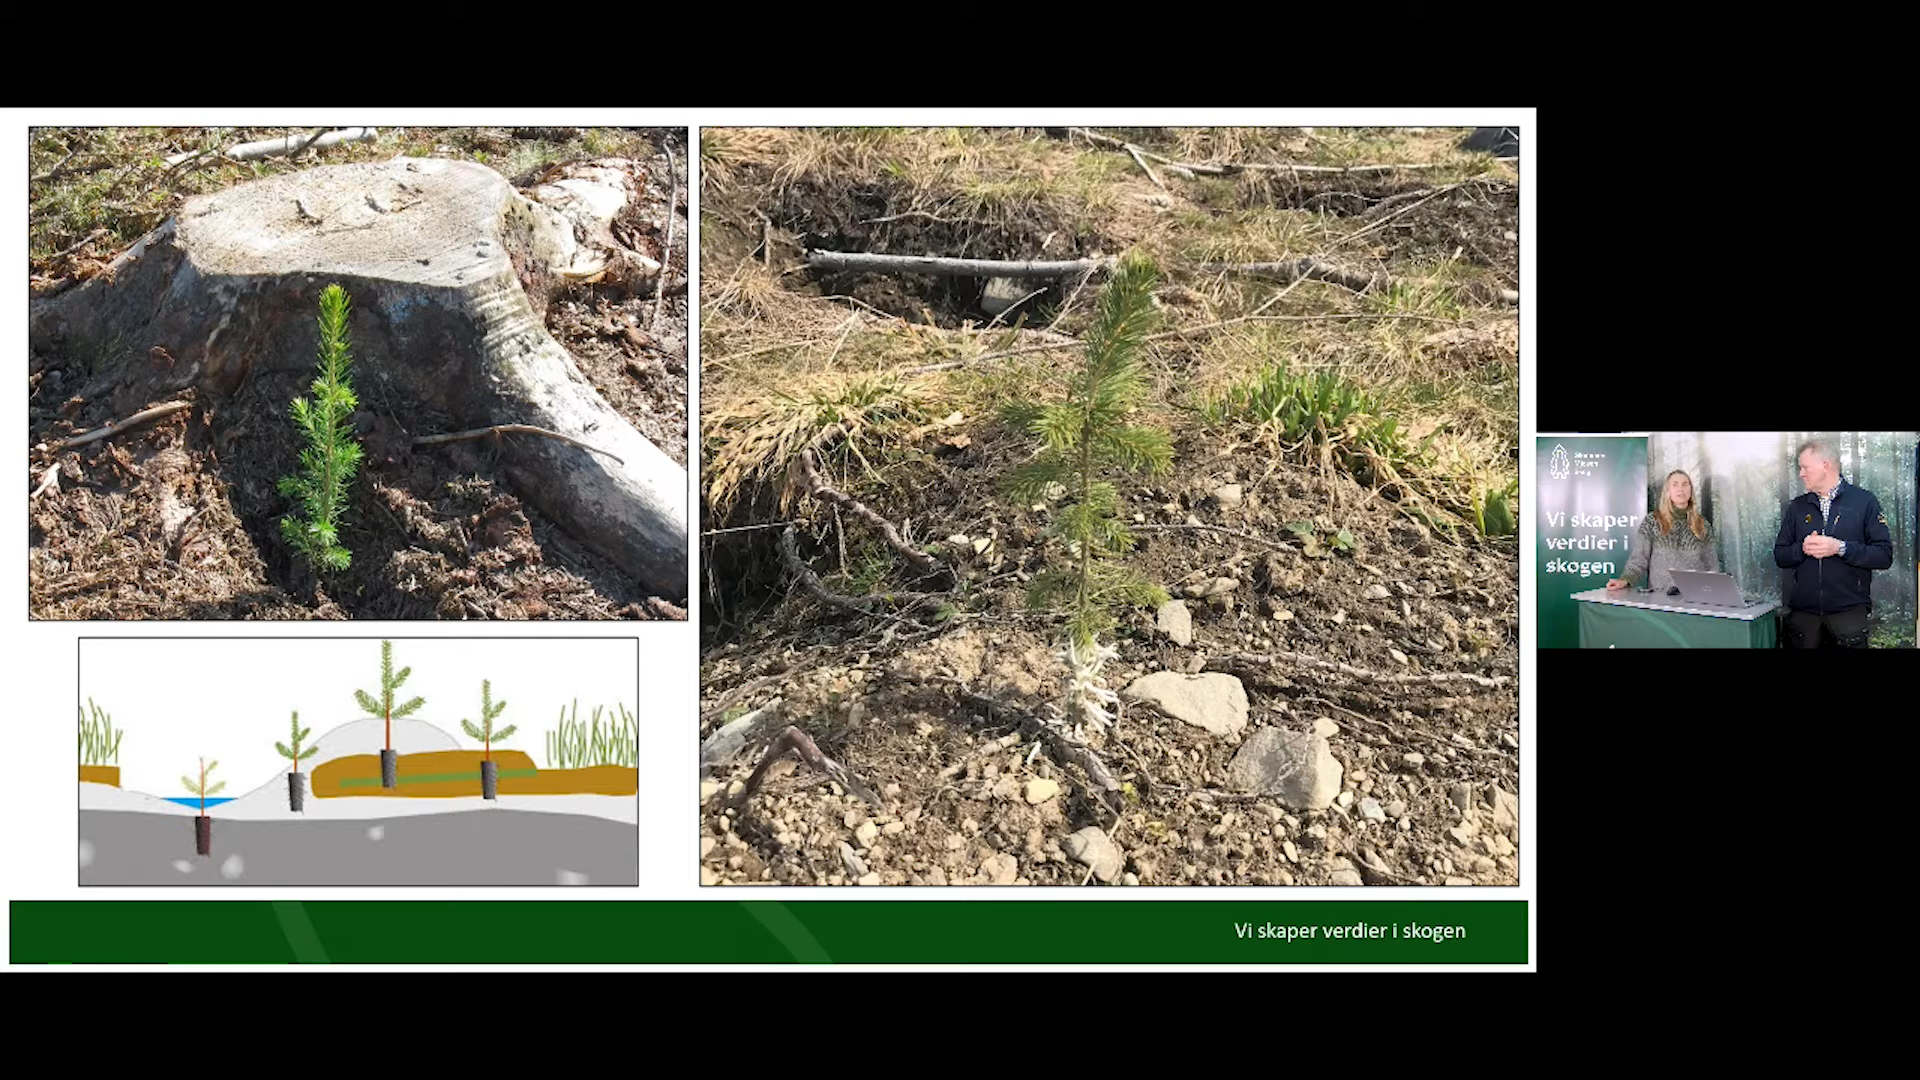 Vi skaper verdier i skogen
Vi skaper
verdier i
skogen